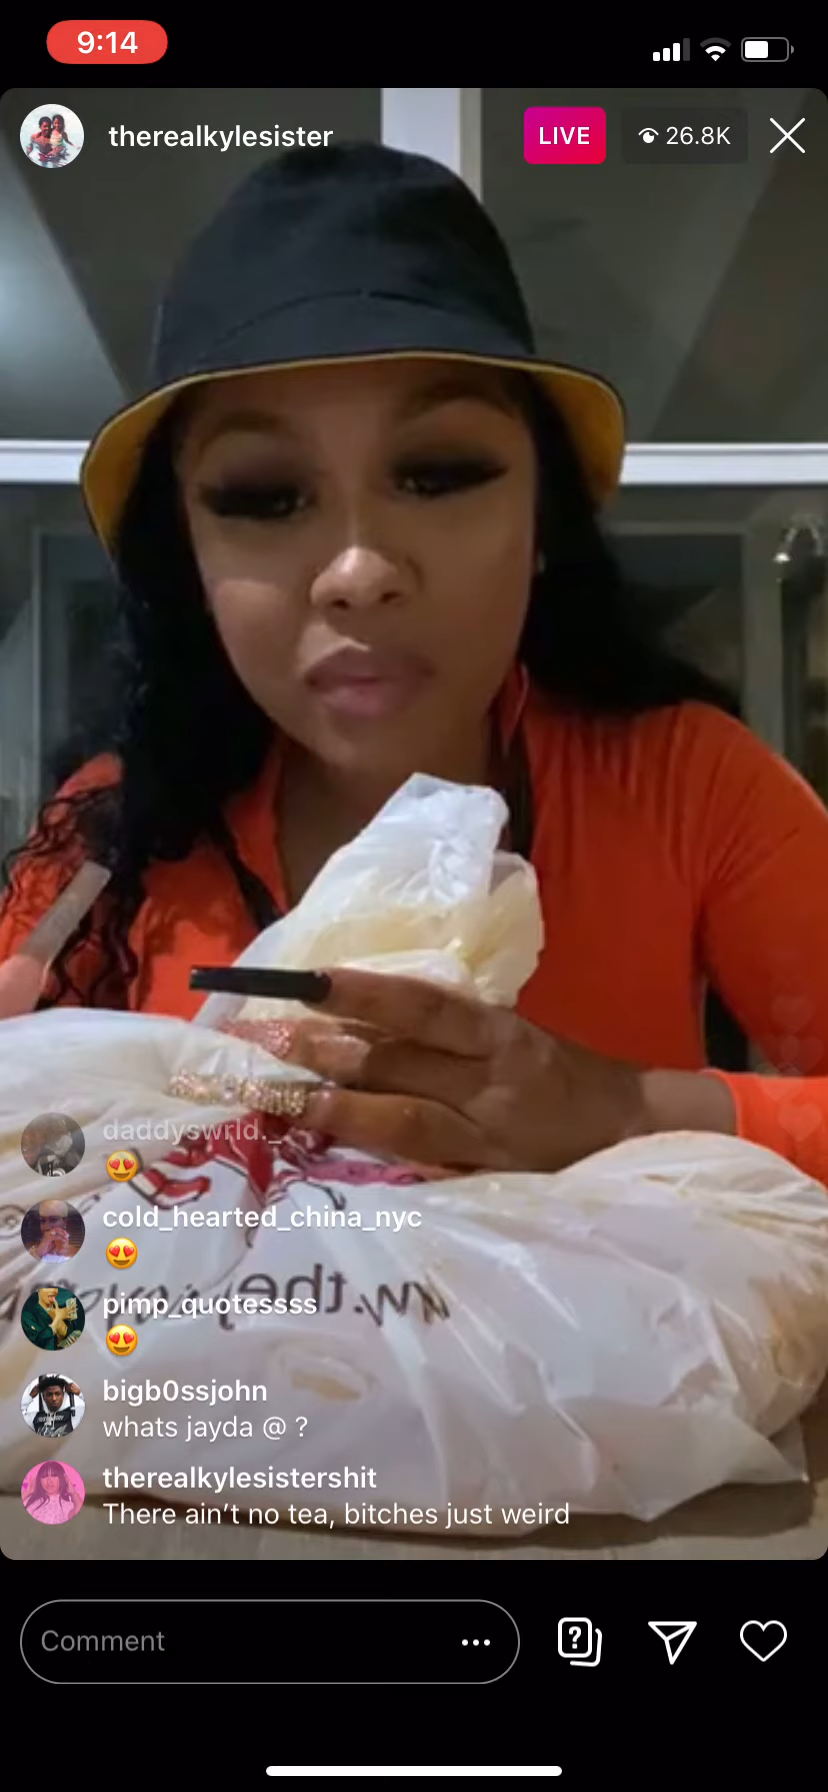 9:14
therealkylesister
LIVE
26.8K
daddyswrld._
😍
cold_hearted_china_nyc
😍
pimp_quotessss
😍
bigb0ssjohn
whats jayda @ ?
therealkylesistershit
There ain’t no tea, bitches just weird
Comment